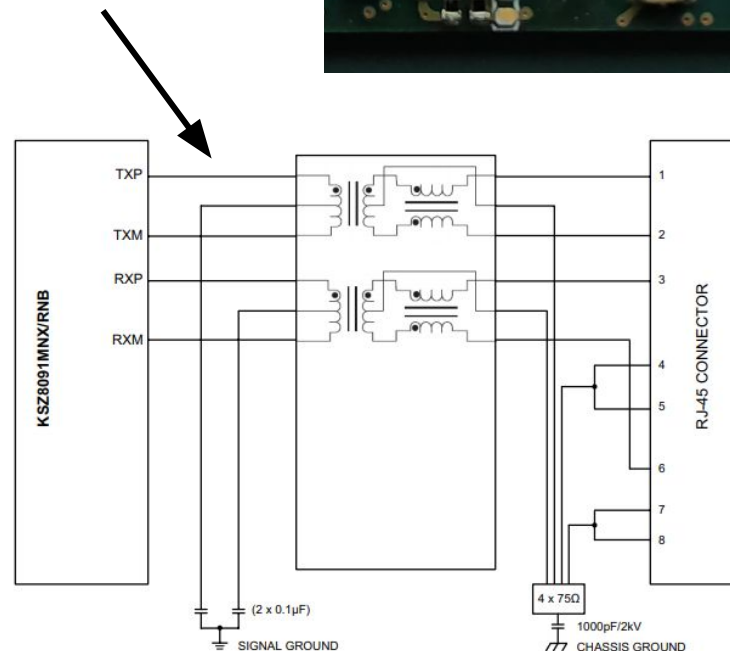 TXP
TXM
RXP
RXM
KSZ8091MNX/RNB
1
2
3
4
5
6
7
8
RJ-45 CONNECTOR
(2 x 0.1μF)
SIGNAL GROUND
4 x 75Ω
1000pF/2kV
CHASSIS GROUND